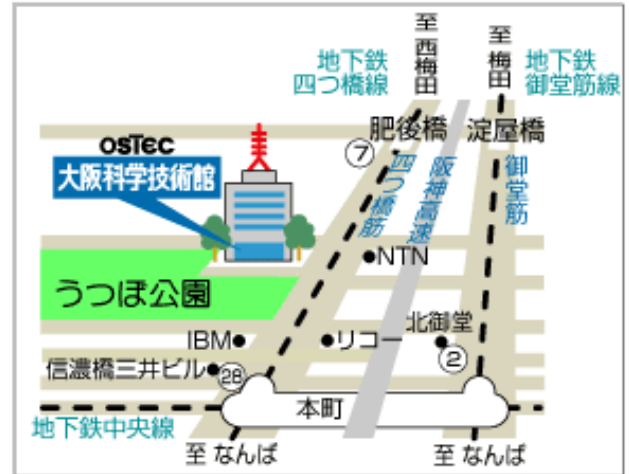 至 西梅田
至 梅田
地下鉄
四つ橋線
地下鉄
御堂筋線
肥後橋
淀屋橋
⑦
OSTEC
大阪科学技術館
四つ橋筋
阪神高速
御堂筋
NTN
うつぼ公園
北御堂
IBM
リコー
②
信濃橋三井ビル
㉘
本町
地下鉄中央線
至 なんば
至 なんば